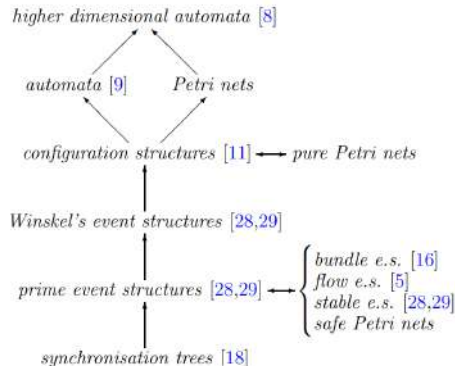 higher dimensional automata [8]
automata [9] Petri nets
configuration structures [11] pure Petri nets
Winskel's event structures [28,29]
prime event structures [28,29]
bundle e.s. [16]
flow e.s. [5]
stable e.s. [28,29]
safe Petri nets
synchronisation trees [18]